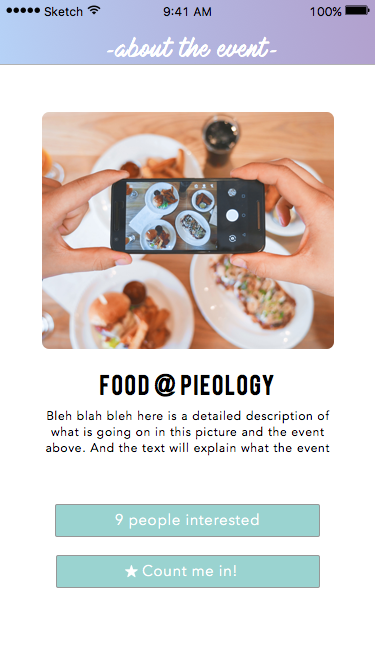 Sketch 9:41 AM 100%
-about the event-
FOOD @ PIEOLOGY
Bleh blah bleh here is a detailed description of
what is going on in this picture and the event
above. And the text will explain what the event
9 people interested
★ Count me in!